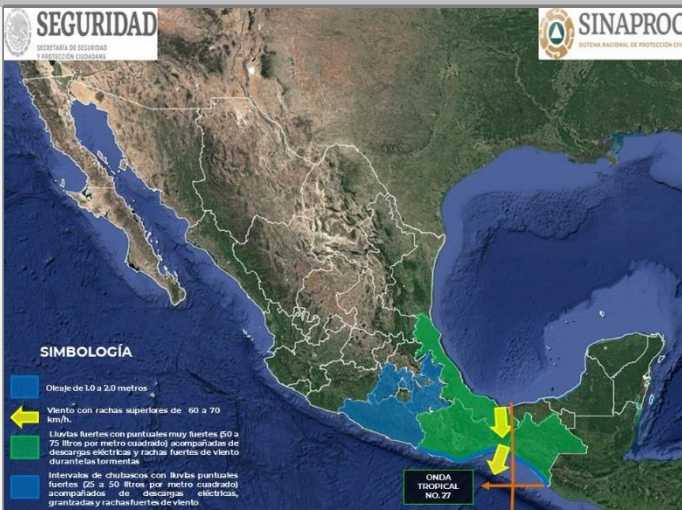 SEGURIDAD
SECRETARÍA DE SEGURIDAD
Y PROTECCIÓN CIUDADANA
SINAPROC
SISTEMA NACIONAL DE PROTECCIÓN CIV
SIMBOLOGÍA
Oleaje de 1.0 a 2.0 metros
Viento con rachas superiores de 60 a 70
km/h.
Lluvias fuertes con puntuales muy fuertes (50 a
75 litros por metro cuadrado) acompañadas de
descargas eléctricas y rachas fuertes de viento
durante las tormentas
Intervalos de chubascos con lluvias puntuales
fuertes (25 a 50 litros por metro cuadrado)
acompañados de descargas eléctricas,
granizadas y rachas fuertes de viento
ONDA
TROPICAL
NO. 27